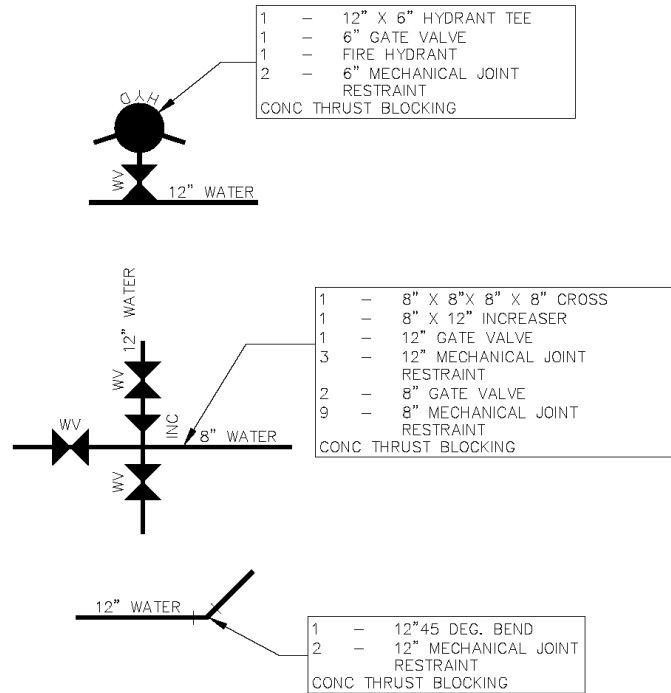 1 – 12" X 6" HYDRANT TEE
1 – 6" GATE VALVE
1 – FIRE HYDRANT
2 – 6" MECHANICAL JOINT
RESTRAINT
CONC THRUST BLOCKING
HYD
WV
12" WATER
12" WATER
WV
WV
INC
8" WATER
WV
1 – 8" X 8"X 8" X 8" CROSS
1 – 8" X 12" INCREASER
1 – 12" GATE VALVE
3 – 12" MECHANICAL JOINT
RESTRAINT
2 – 8" GATE VALVE
9 – 8" MECHANICAL JOINT
RESTRAINT
CONC THRUST BLOCKING
12" WATER
1 – 12"45 DEG. BEND
2 – 12" MECHANICAL JOINT
RESTRAINT
CONC THRUST BLOCKING